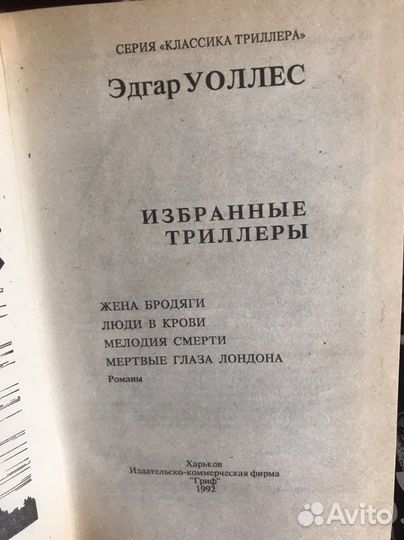 СЕРИЯ «КЛАССИКА ТРИЛЛЕРА»
Эдгар УОЛЛЕС
ИЗБРАННЫЕ
ТРИЛЛЕРЫ
ЖЕНА БРОДЯГИ
ЛЮДИ В КРОВИ
МЕЛОДИЯ СМЕРТИ
МЕРТВЫЕ ГЛАЗА ЛОНДОНА
Романы
Харьков
Издательско-коммерческая фирма
"Гриф"
1992
Avito